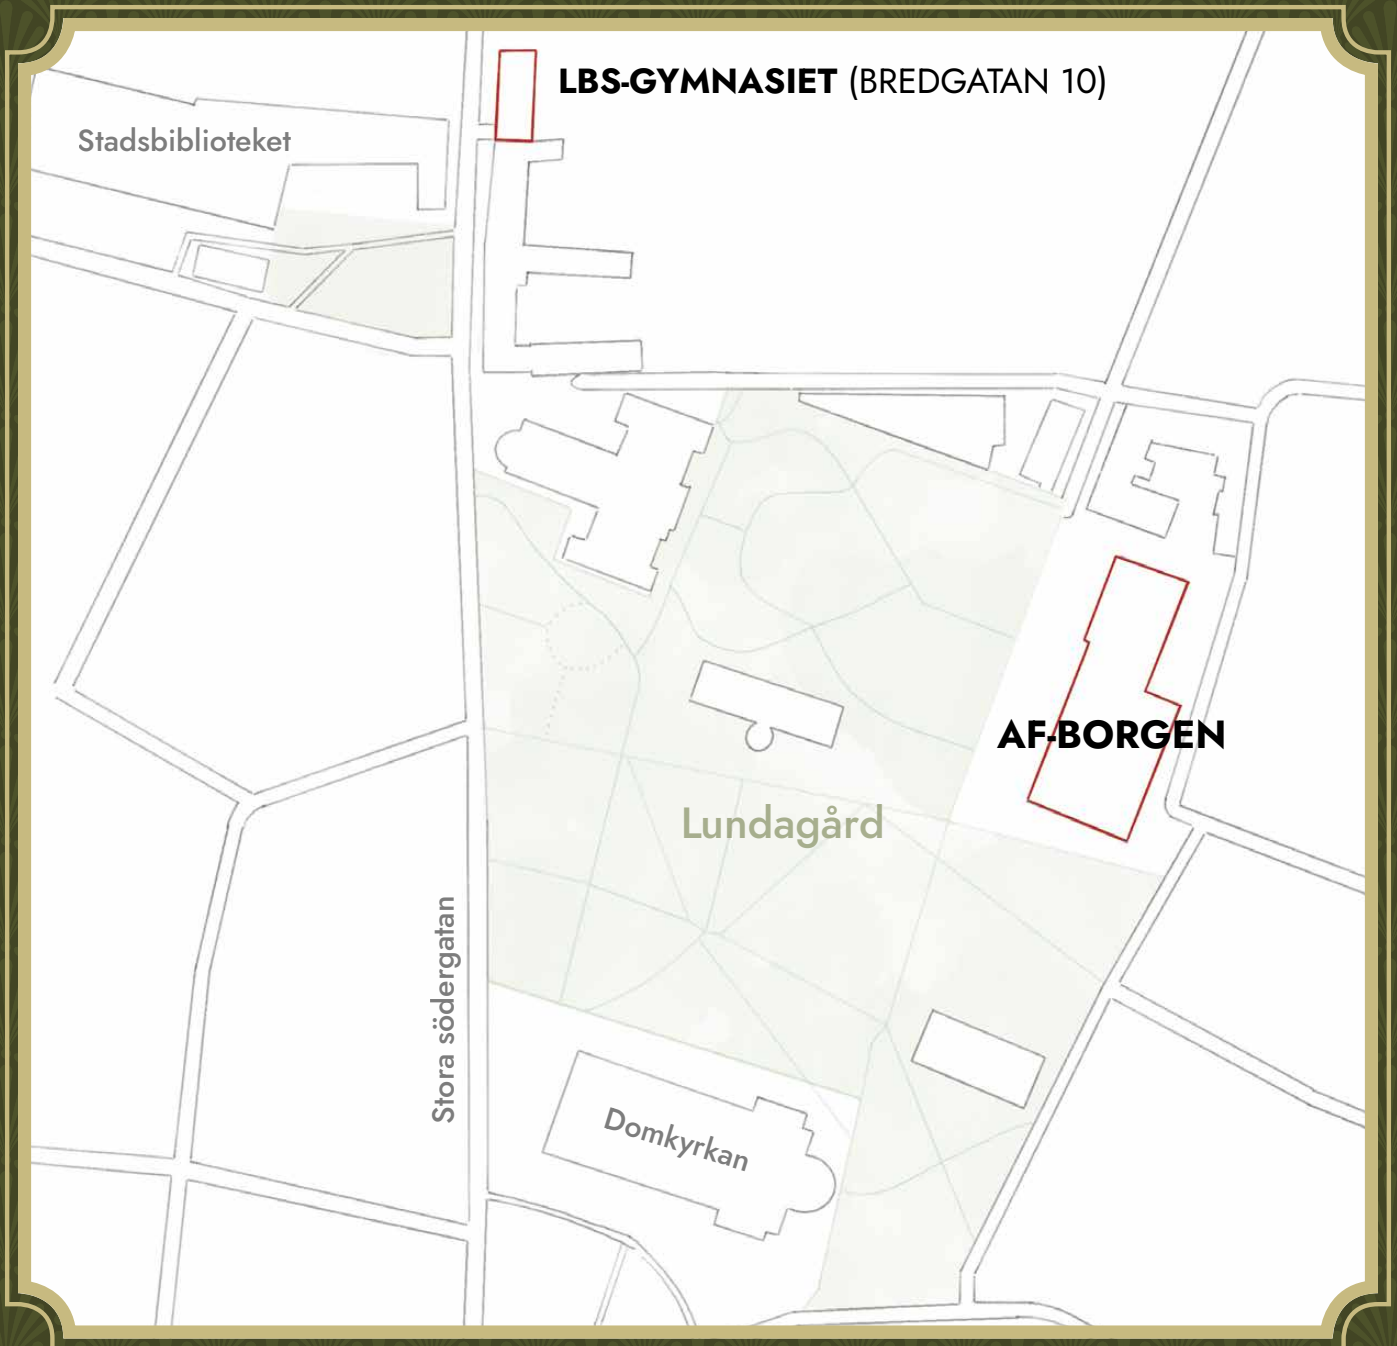 LBS-GYMNASIET (BREDGATAN 10)
Stadsbiblioteket
AF-BORGEN
Lundagård
Stora södergatan
Domkyrkan